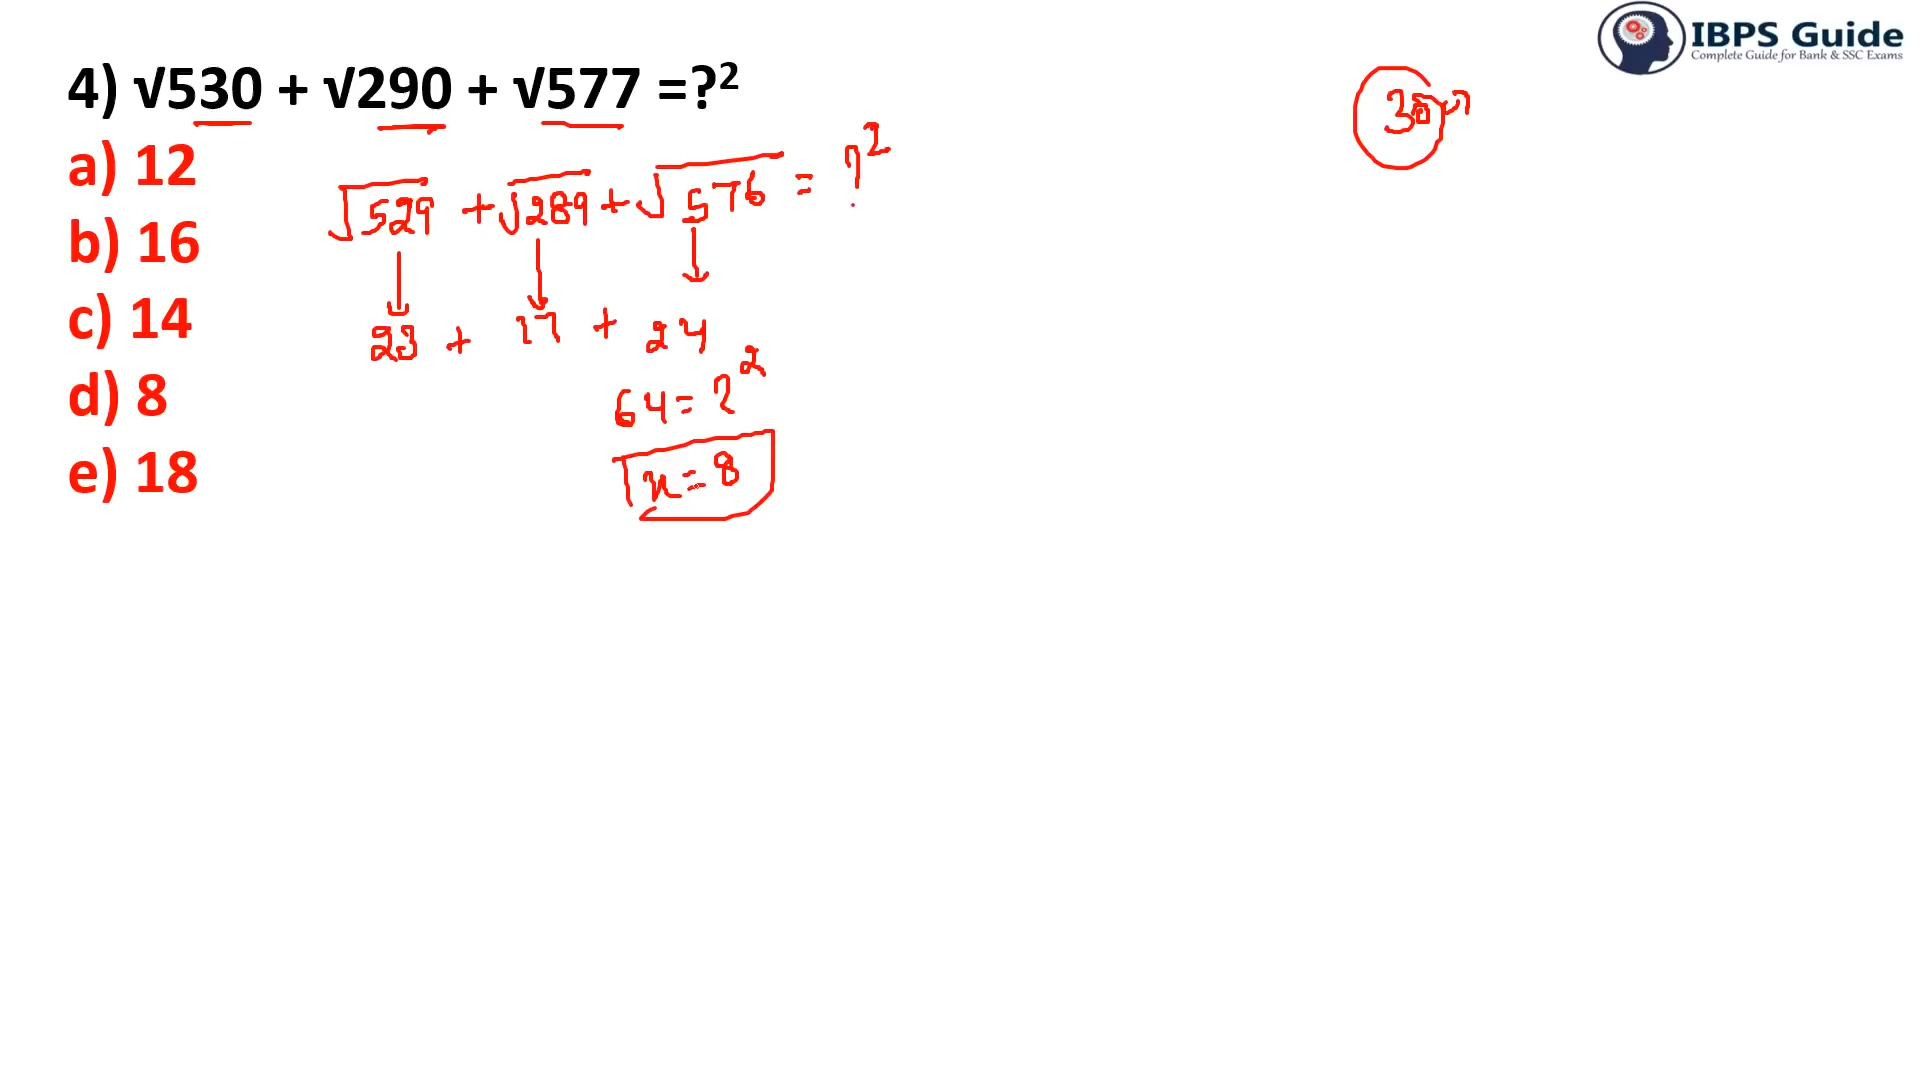 IBPS Guide
Complete Guide for Bank & SSC Exams
4) √530 + √290 + √577 =?²
a) 12
b) 16
c) 14
d) 8
e) 18
√529 + √289 + √576 = ?²
23 + 17 + 24
64 = ?²
x = 8